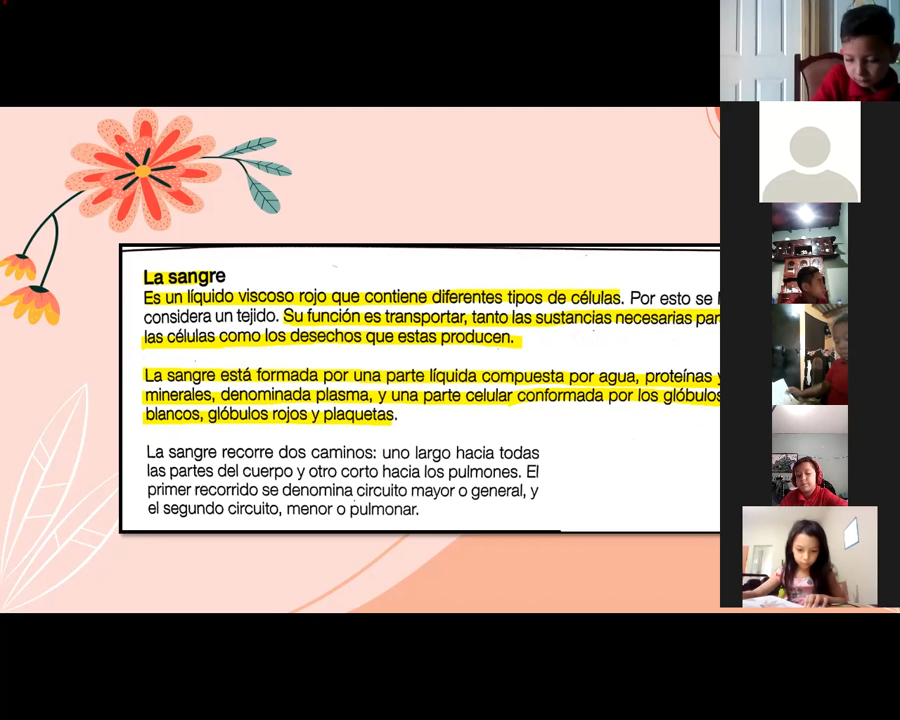 La sangre
Es un líquido viscoso rojo que contiene diferentes tipos de células. Por esto se
considera un tejido. Su función es transportar, tanto las sustancias necesarias
las células como los desechos que estas producen.
La sangre está formada por una parte líquida compuesta por agua, proteínas y
minerales, denominada plasma, y una parte celular conformada por los glóbulos
blancos, glóbulos rojos y plaquetas.
La sangre recorre dos caminos: uno largo hacia todas
las partes del cuerpo y otro corto hacia los pulmones. El
primer recorrido se denomina circuito mayor o general, y
el segundo circuito, menor o pulmonar.